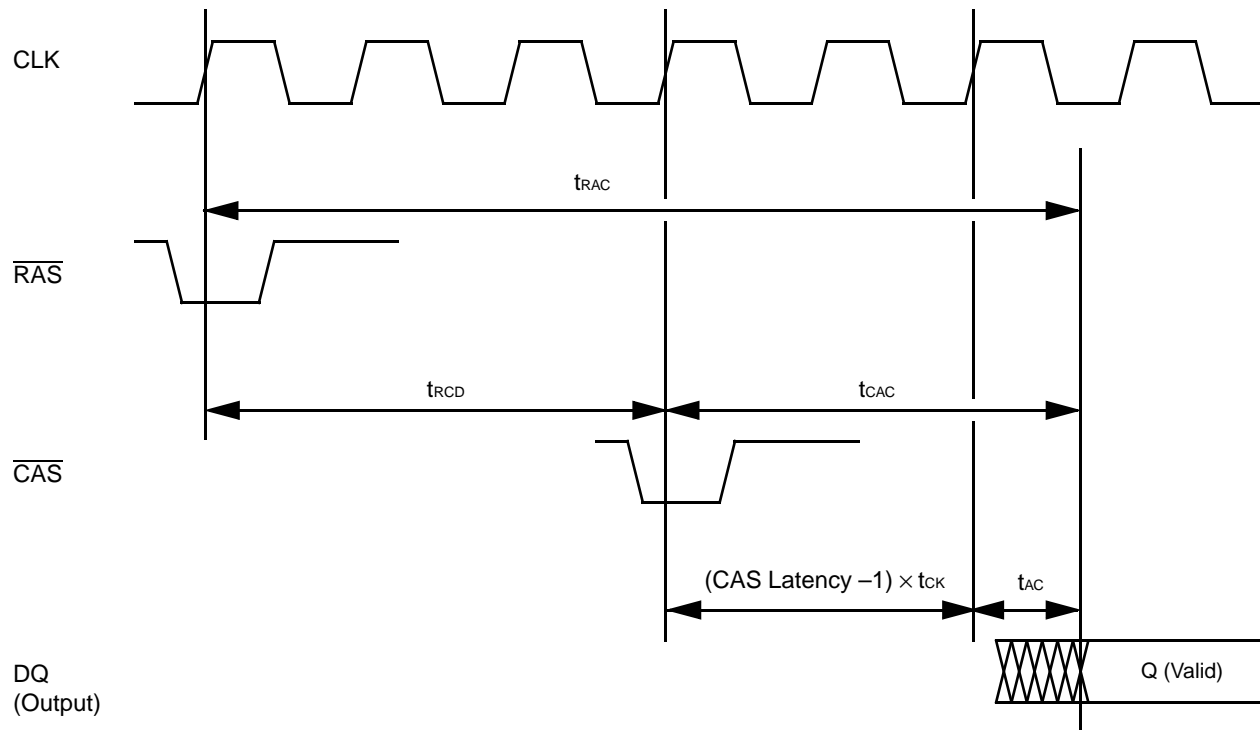 CLK
tRAC
RAS
tRCD
tCAC
CAS
(CAS Latency –1) × tCK
tAC
DQ
(Output)
Q (Valid)